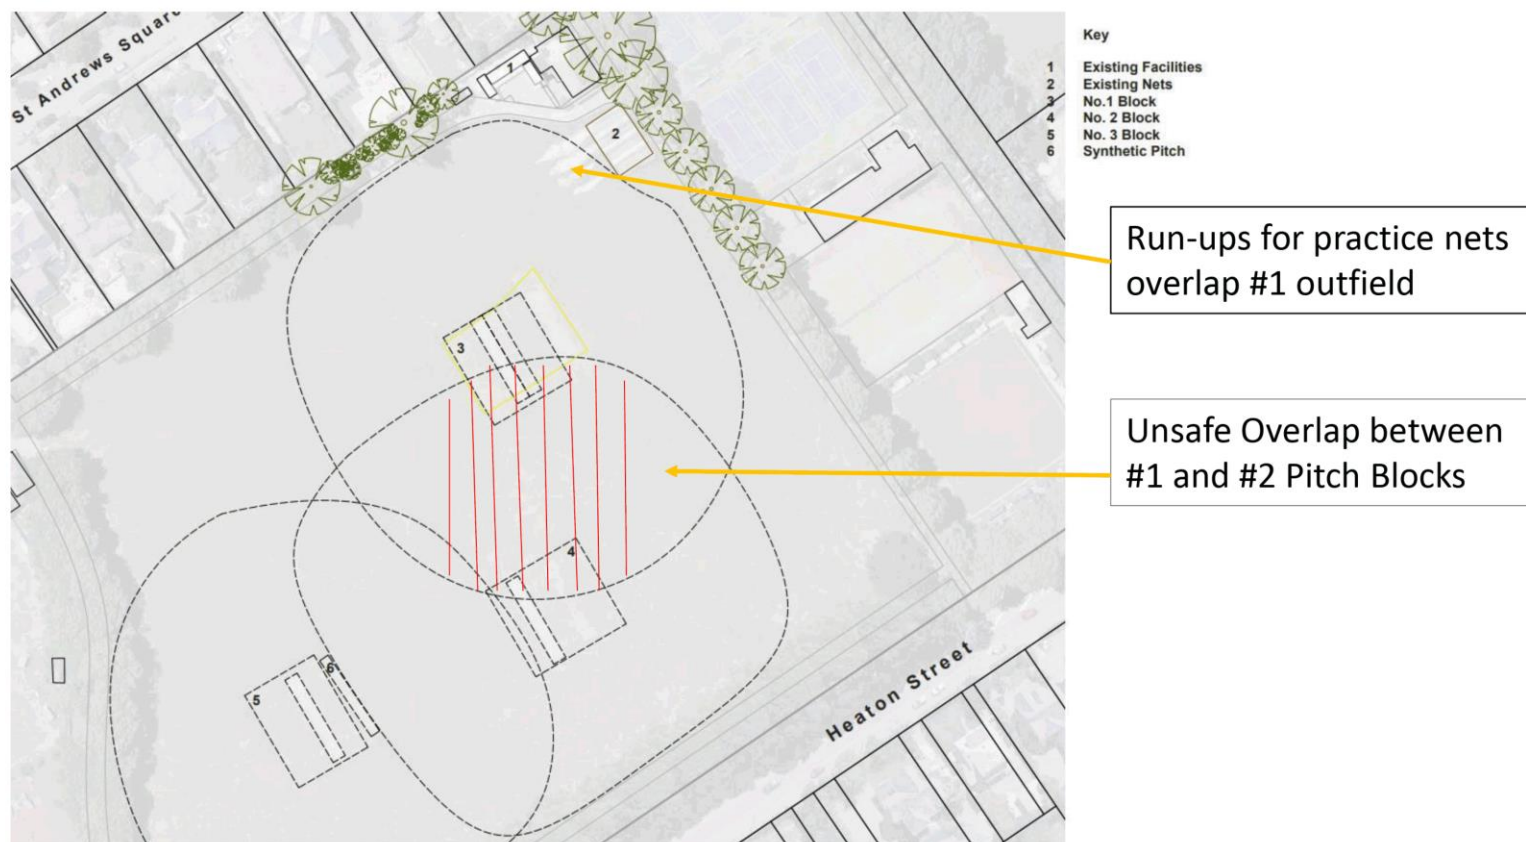 St Andrews Square
1
2
3
4
5
6
Heaton Street
Key
1 Existing Facilities
2 Existing Nets
3 No.1 Block
4 No. 2 Block
5 No. 3 Block
6 Synthetic Pitch
Run-ups for practice nets
overlap #1 outfield
Unsafe Overlap between
#1 and #2 Pitch Blocks